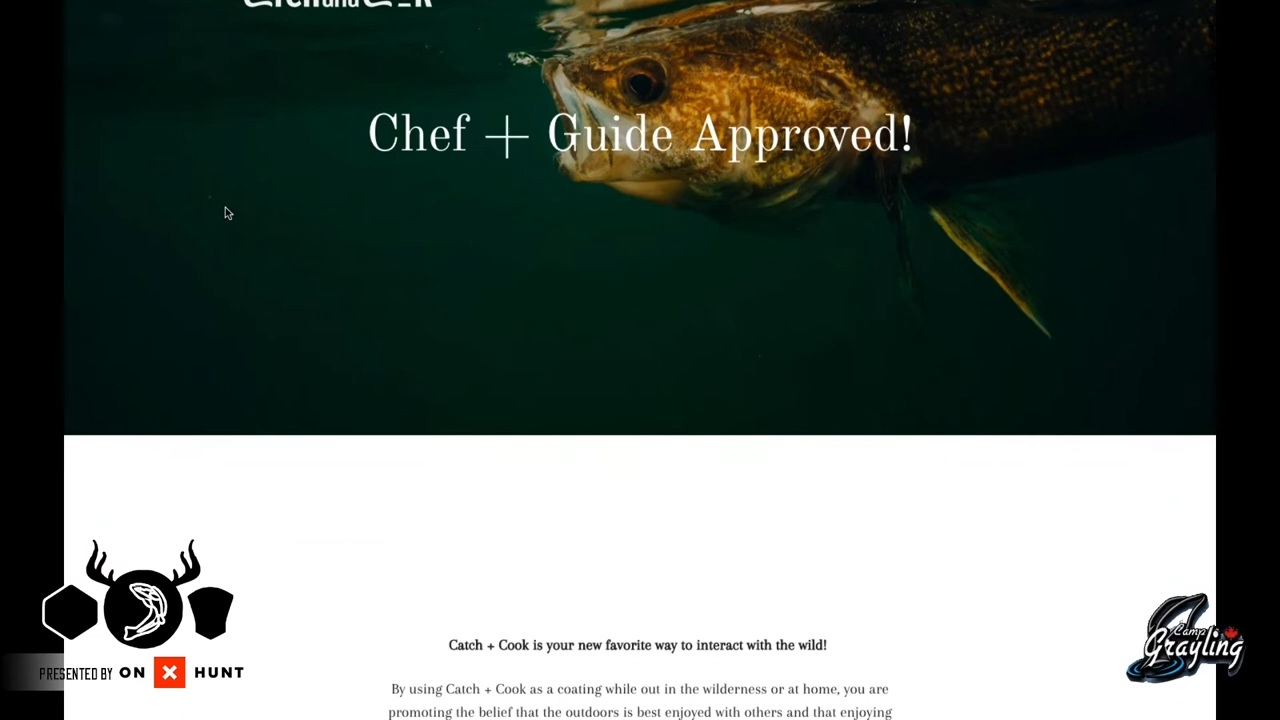 Chef + Guide Approved!
Catch + Cook is your new favorite way to interact with the wild!
By using Catch + Cook as a coating while out in the wilderness or at home, you are
promoting the belief that the outdoors is best enjoyed with others and that enjoying
PRESENTED BY ON X HUNT
Camp
Grayling